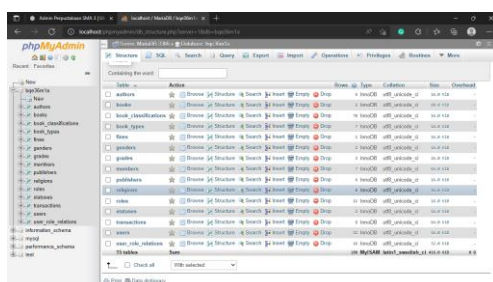 Admin Perpustakaan SMA 2
localhost / MariaDB
localhost
phpMyAdmin
Recent Favorites
New
New
authors
books
book_classifications
book_types
fines
genders
grades
members
publishers
religions
roles
statuses
transactions
users
user_role_relations
information_schema
mysql
performance_schema
test
Structure SQL Search Query Export Import Operations Privileges Routines More
Containing the word:
Table Action Rows Type Collation Size Overhead
authors Browse Structure Search Insert Empty Drop InnoDB utf8_unicode_ci
books Browse Structure Search Insert Empty Drop InnoDB utf8_unicode_ci
book_classifications Browse Structure Search Insert Empty Drop InnoDB utf8_unicode_ci
book_types Browse Structure Search Insert Empty Drop InnoDB utf8_unicode_ci
fines Browse Structure Search Insert Empty Drop InnoDB utf8_unicode_ci
genders Browse Structure Search Insert Empty Drop InnoDB utf8_unicode_ci
grades Browse Structure Search Insert Empty Drop InnoDB utf8_unicode_ci
members Browse Structure Search Insert Empty Drop InnoDB utf8_unicode_ci
publishers Browse Structure Search Insert Empty Drop InnoDB utf8_unicode_ci
religions Browse Structure Search Insert Empty Drop InnoDB utf8_unicode_ci
roles Browse Structure Search Insert Empty Drop InnoDB utf8_unicode_ci
statuses Browse Structure Search Insert Empty Drop InnoDB utf8_unicode_ci
transactions Browse Structure Search Insert Empty Drop InnoDB utf8_unicode_ci
users Browse Structure Search Insert Empty Drop InnoDB utf8_unicode_ci
user_role_relations Browse Structure Search Insert Empty Drop InnoDB utf8_unicode_ci
15 tables Sum MyISAM latin1_swedish_ci
Check all With selected
Print Data dictionary